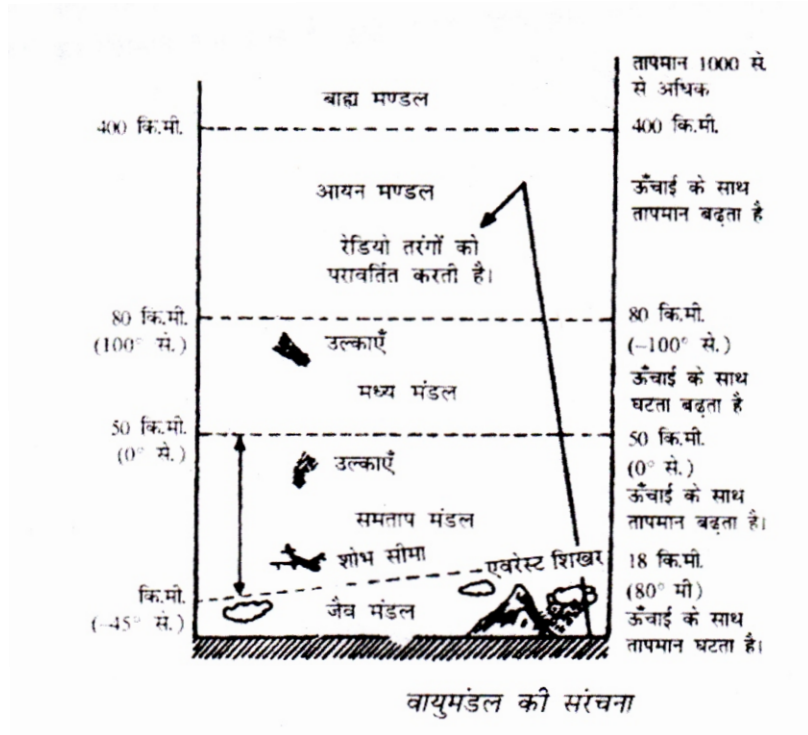 तापमान 1000 से.
से अधिक
बाह्य मण्डल
400 कि.मी.
400 कि.मी.
आयन मण्डल
ऊँचाई के साथ
तापमान बढ़ता है
रेडियो तरंगों को
परावर्तित करती है।
80 कि.मी.
(100° से.)
80 कि.मी.
(–100° से.)
उल्काएँ
मध्य मंडल
ऊँचाई के साथ
घटता बढ़ता है
50 कि.मी.
(0° से.)
50 कि.मी.
(0° से.)
उल्काएँ
समताप मंडल
ऊँचाई के साथ
तापमान बढ़ता है।
शोभ सीमा
एवरेस्ट शिखर
18 कि.मी.
(80° मी)
कि.मी.
(–45° से.)
जैव मंडल
ऊँचाई के साथ
तापमान घटता है।
वायुमंडल की सरंचना